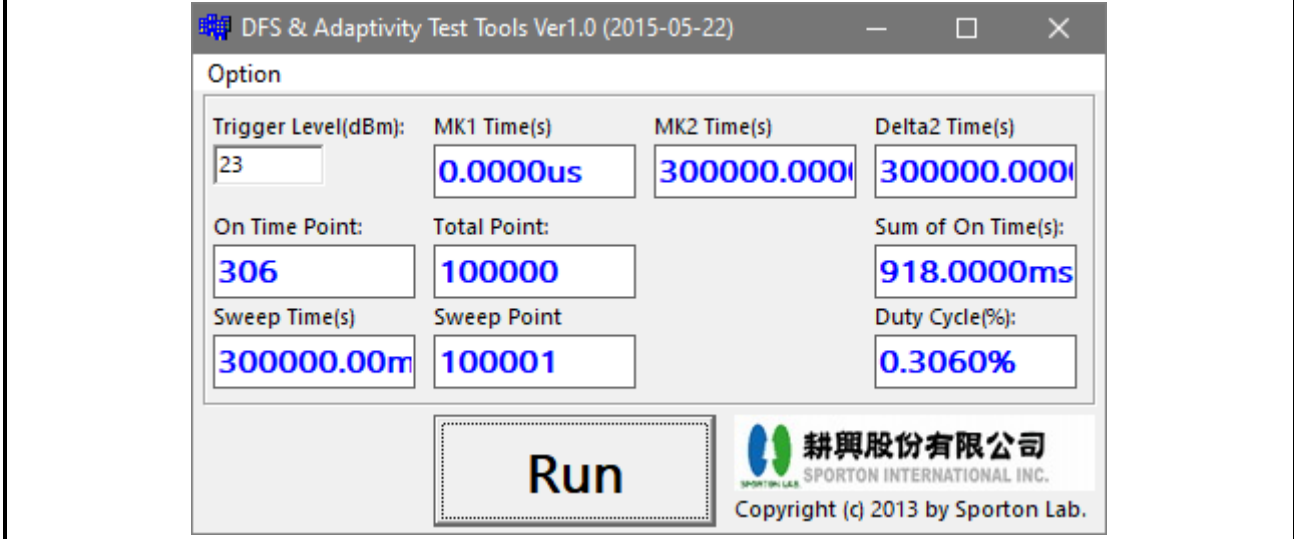 DFS & Adaptivity Test Tools Ver1.0 (2015-05-22)
Option
Trigger Level(dBm): MK1 Time(s) MK2 Time(s) Delta2 Time(s)
23 0.0000us 300000.000 300000.000
On Time Point: Total Point: Sum of On Time(s):
306 100000 918.0000ms
Sweep Time(s) Sweep Point Duty Cycle(%):
300000.00m 100001 0.3060%
Run
耕興股份有限公司
SPORTON LAB. SPORTON INTERNATIONAL INC.
Copyright (c) 2013 by Sporton Lab.